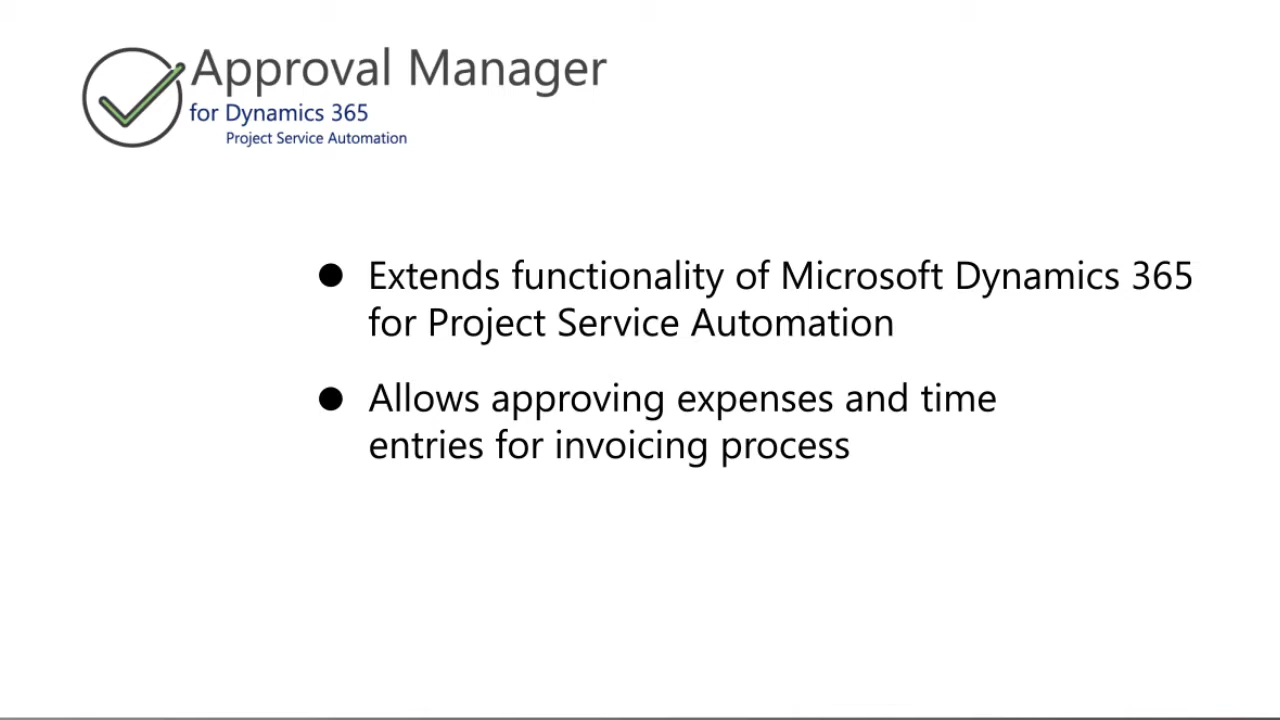 Approval Manager
for Dynamics 365
Project Service Automation
● Extends functionality of Microsoft Dynamics 365
for Project Service Automation
● Allows approving expenses and time
entries for invoicing process